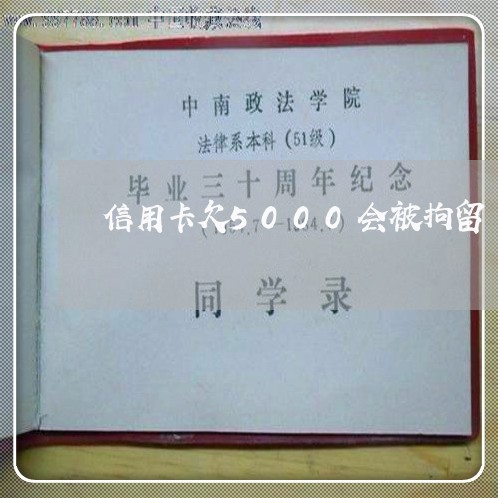 中南政法学院
法律系本科(51级)
毕业三十周年纪念
信用卡欠5000会被拘留
同学录